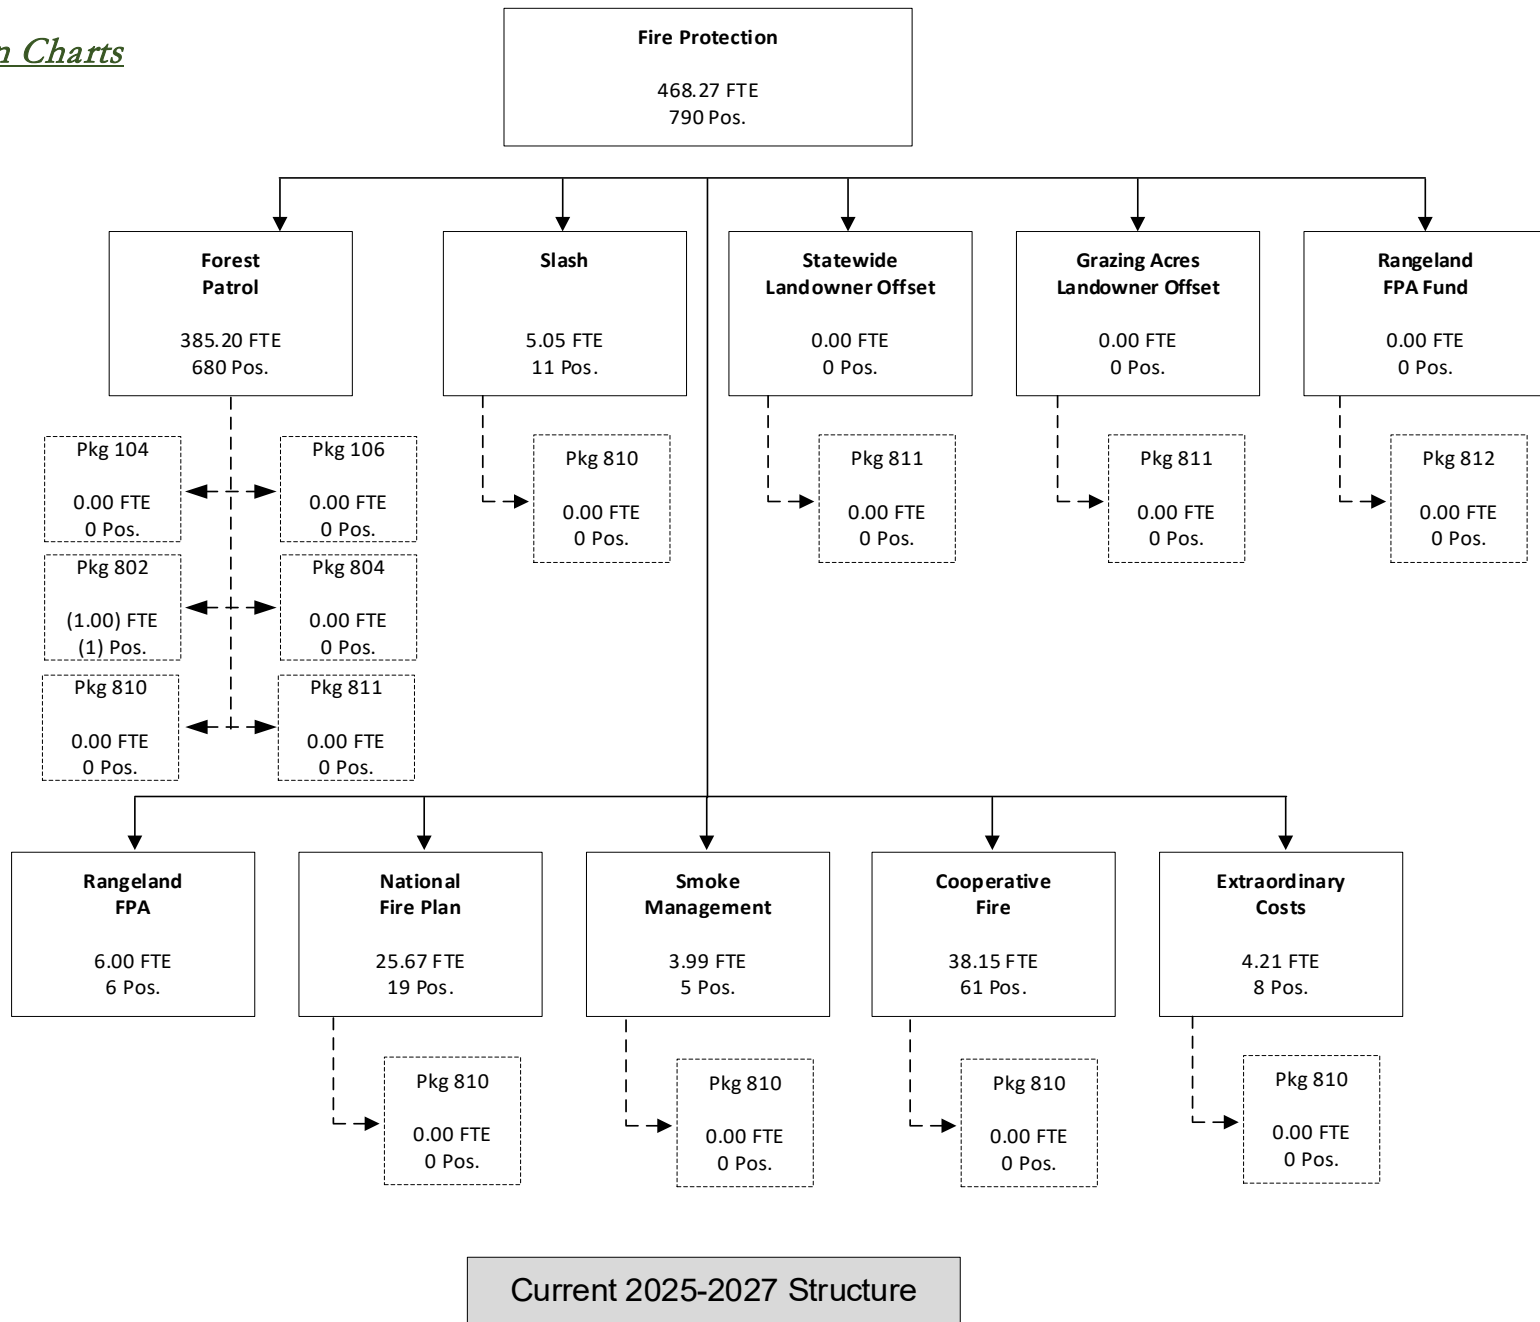 n Charts
Fire Protection
468.27 FTE
790 Pos.
Forest
Patrol
385.20 FTE
680 Pos.
Slash
5.05 FTE
11 Pos.
Statewide
Landowner Offset
0.00 FTE
0 Pos.
Grazing Acres
Landowner Offset
0.00 FTE
0 Pos.
Rangeland
FPA Fund
0.00 FTE
0 Pos.
Pkg 104
0.00 FTE
0 Pos.
Pkg 106
0.00 FTE
0 Pos.
Pkg 802
(1.00) FTE
(1) Pos.
Pkg 804
0.00 FTE
0 Pos.
Pkg 810
0.00 FTE
0 Pos.
Pkg 811
0.00 FTE
0 Pos.
Pkg 810
0.00 FTE
0 Pos.
Pkg 811
0.00 FTE
0 Pos.
Pkg 811
0.00 FTE
0 Pos.
Pkg 812
0.00 FTE
0 Pos.
Rangeland
FPA
6.00 FTE
6 Pos.
National
Fire Plan
25.67 FTE
19 Pos.
Smoke
Management
3.99 FTE
5 Pos.
Cooperative
Fire
38.15 FTE
61 Pos.
Extraordinary
Costs
4.21 FTE
8 Pos.
Pkg 810
0.00 FTE
0 Pos.
Pkg 810
0.00 FTE
0 Pos.
Pkg 810
0.00 FTE
0 Pos.
Pkg 810
0.00 FTE
0 Pos.
Current 2025-2027 Structure